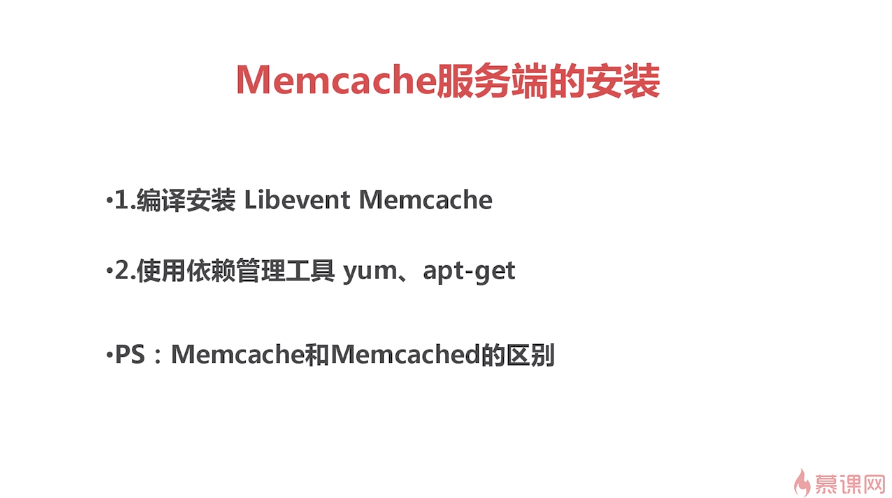 Memcache服务端的安装
•1.编译安装 Libevent Memcache
•2.使用依赖管理工具 yum、apt-get
•PS：Memcache和Memcached的区别
慕课网